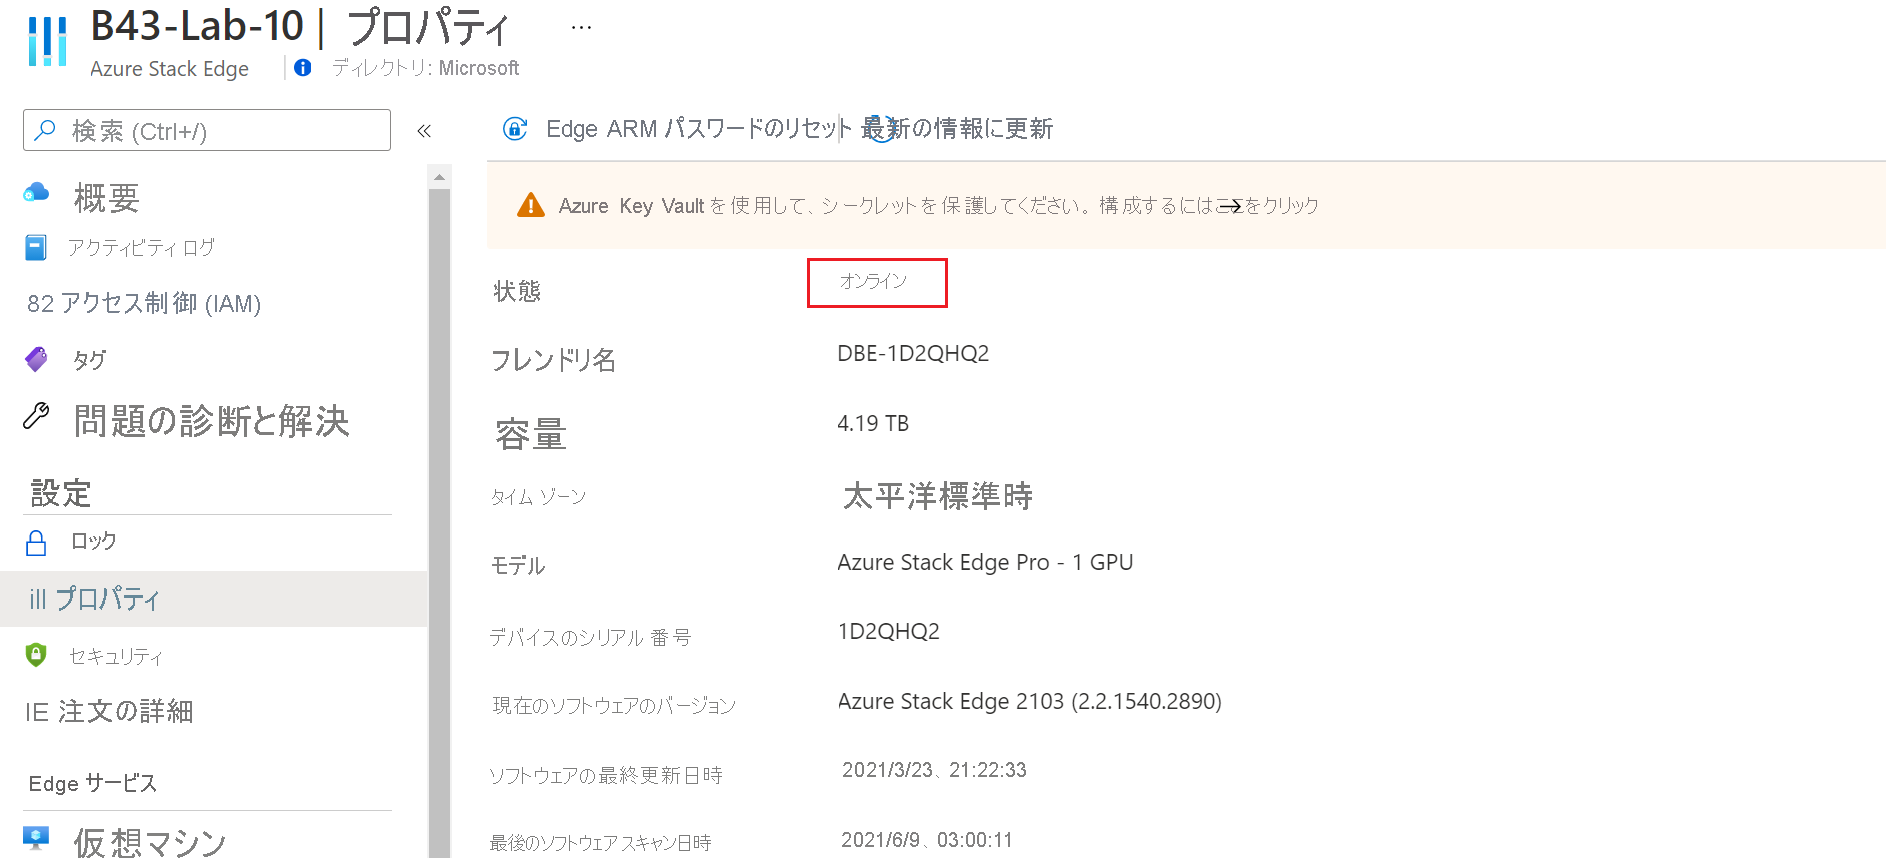 B43-Lab-10 | プロパティ ...
Azure Stack Edge ディレクトリ: Microsoft
検索 (Ctrl+/) «
Edge ARM パスワードのリセット 最新の情報に更新
概要
アクティビティ ログ
82 アクセス制御 (IAM)
タグ
問題の診断と解決
設定
ロック
ill プロパティ
セキュリティ
IE 注文の詳細
Edge サービス
仮想マシン
Azure Key Vault を使用して、シークレットを保護してください。構成するにはここをクリック →
状態 オンライン
フレンドリ名 DBE-1D2QHQ2
容量 4.19 TB
タイム ゾーン 太平洋標準時
モデル Azure Stack Edge Pro - 1 GPU
デバイスのシリアル番号 1D2QHQ2
現在のソフトウェアのバージョン Azure Stack Edge 2103 (2.2.1540.2890)
ソフトウェアの最終更新日時 2021/3/23、21:22:33
最後のソフトウェア スキャン日時 2021/6/9、03:00:11